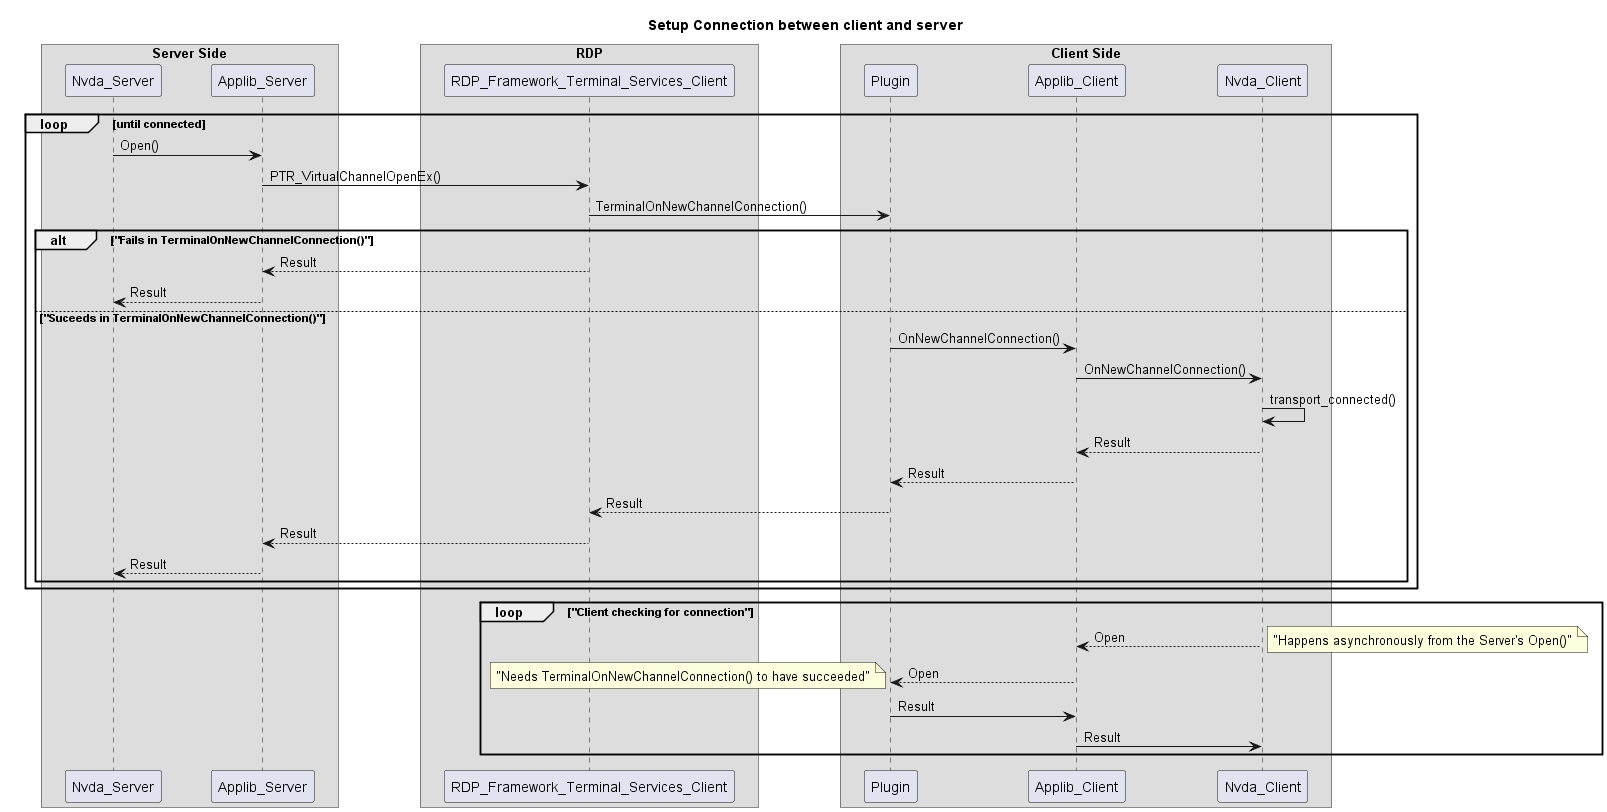 Setup Connection between client and server
Server Side
RDP
Client Side
Nvda_Server
Applib_Server
RDP_Framework_Terminal_Services_Client
Plugin
Applib_Client
Nvda_Client
loop
[until connected]
Open()
PTR_VirtualChannelOpenEx()
TerminalOnNewChannelConnection()
alt
["Fails in TerminalOnNewChannelConnection()"]
Result
Result
["Suceeds in TerminalOnNewChannelConnection()"]
OnNewChannelConnection()
OnNewChannelConnection()
transport_connected()
Result
Result
Result
Result
Result
loop
["Client checking for connection"]
Open
"Happens asynchronously from the Server's Open()"
"Needs TerminalOnNewChannelConnection() to have succeeded"
Open
Result
Result
Nvda_Server
Applib_Server
RDP_Framework_Terminal_Services_Client
Plugin
Applib_Client
Nvda_Client